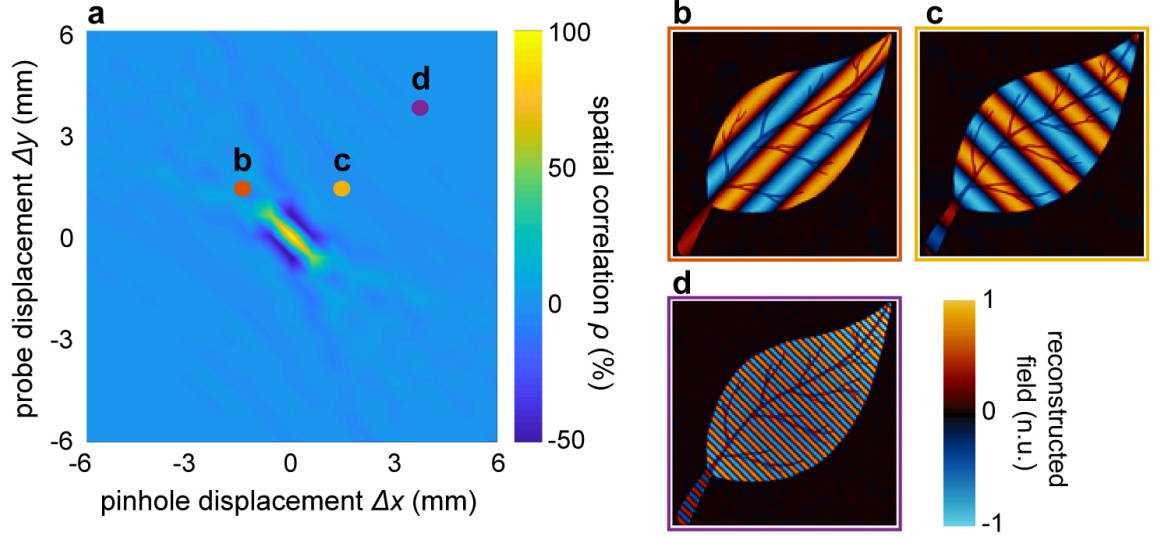 a
6
3
0
-3
-6
probe displacement Δy (mm)
-6
-3
0
3
6
pinhole displacement Δx (mm)
b
c
d
100
50
0
-50
spatial correlation ρ (%)
b
c
d
1
0
-1
reconstructed
field (n.u.)